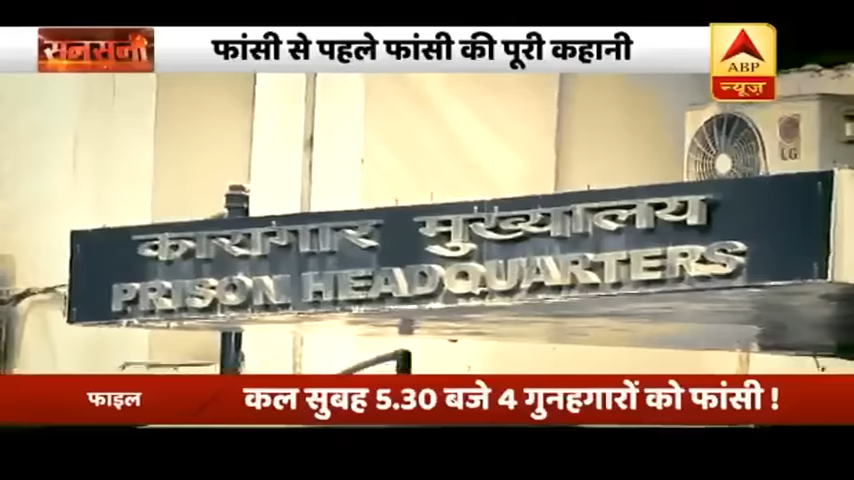 सनसनी
फांसी से पहले फांसी की पूरी कहानी
ABP
न्यूज़
LG
कारागार मुख्यालय
PRISON HEADQUARTERS
फाइल
कल सुबह 5.30 बजे 4 गुनहगारों को फांसी !